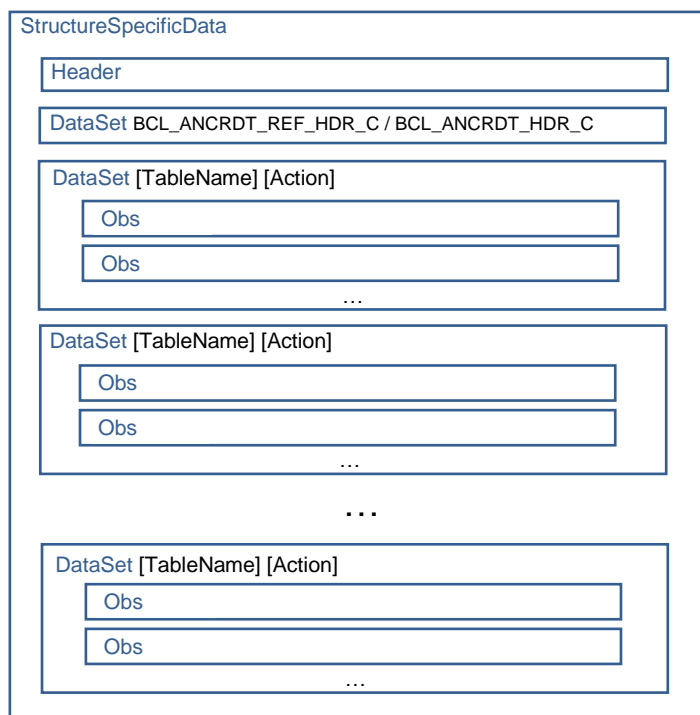 StructureSpecificData
Header
DataSet BCL_ANCRDT_REF_HDR_C / BCL_ANCRDT_HDR_C
DataSet [TableName] [Action]
Obs
Obs
…
DataSet [TableName] [Action]
Obs
Obs
…
...
DataSet [TableName] [Action]
Obs
Obs
…